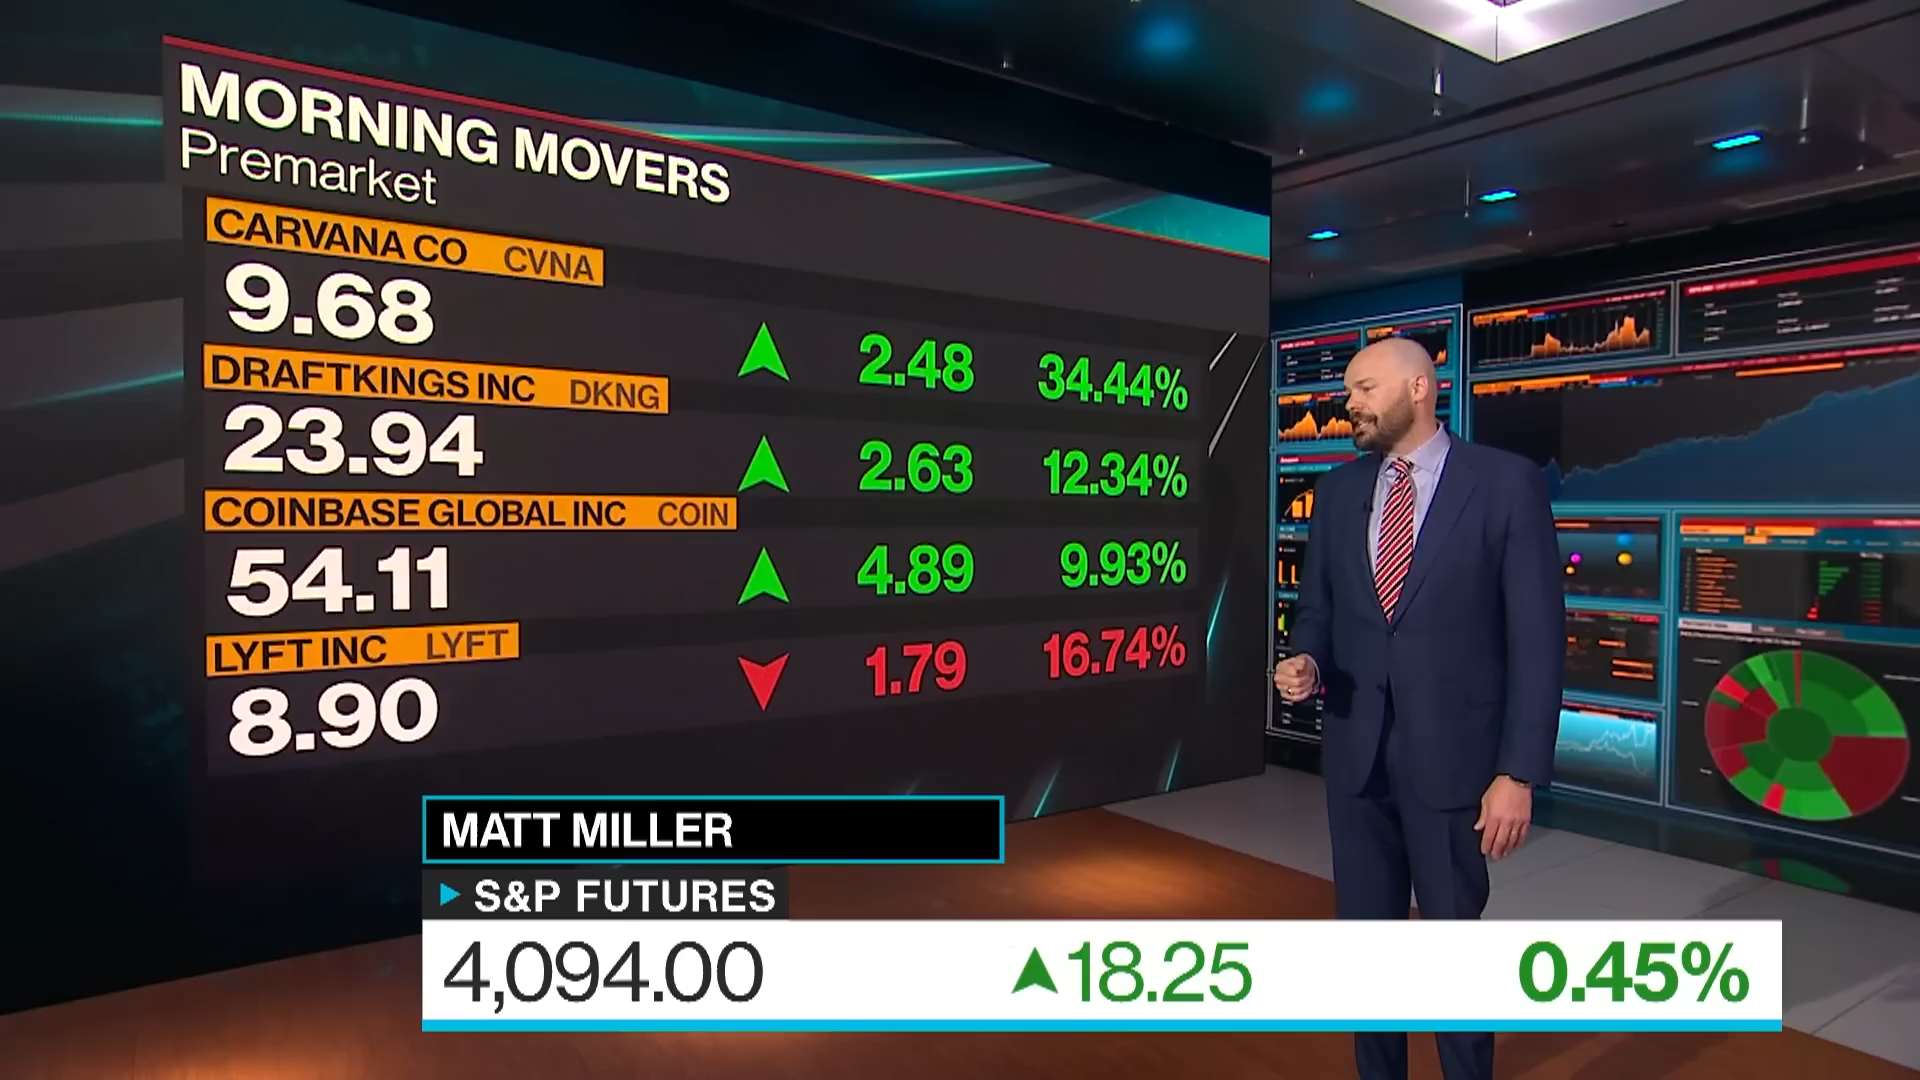 MORNING MOVERS
Premarket
CARVANA CO CVNA
9.68 2.48 34.44%
DRAFTKINGS INC DKNG
23.94 2.63 12.34%
COINBASE GLOBAL INC COIN
54.11 4.89 9.93%
LYFT INC LYFT
8.90 1.79 16.74%
MATT MILLER
S&P FUTURES
4,094.00 18.25 0.45%